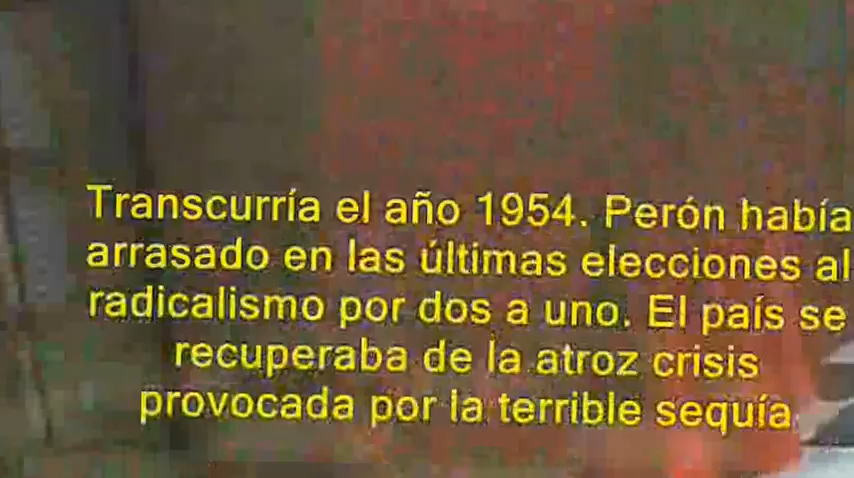 Transcurría el año 1954. Perón había
arrasado en las últimas elecciones al
radicalismo por dos a uno. El país se
recuperaba de la atroz crisis
provocada por la terrible sequía